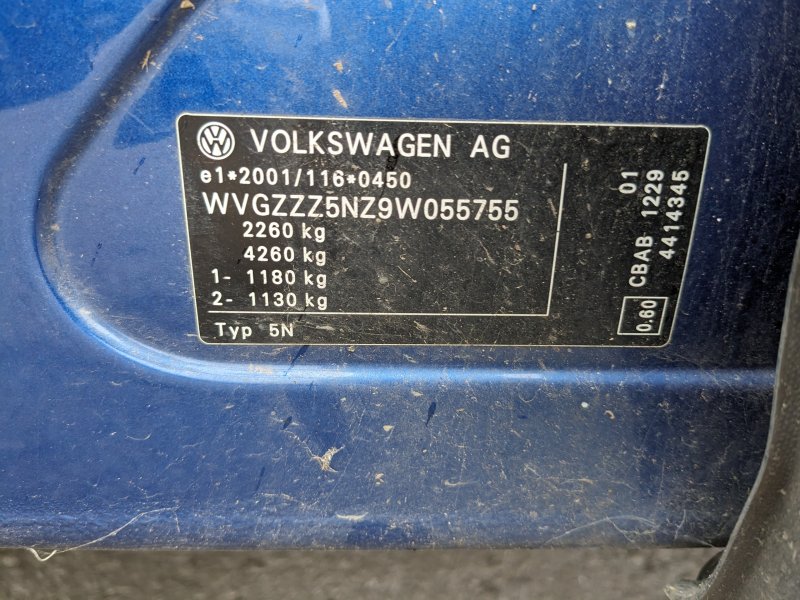 VOLKSWAGEN AG
e1*2001/116*0450
WVGZZZ5NZ9W055755
2260 kg
4260 kg
1- 1180 kg
2- 1130 kg
Typ 5N
01
CBAB 1229
4414345
0.60